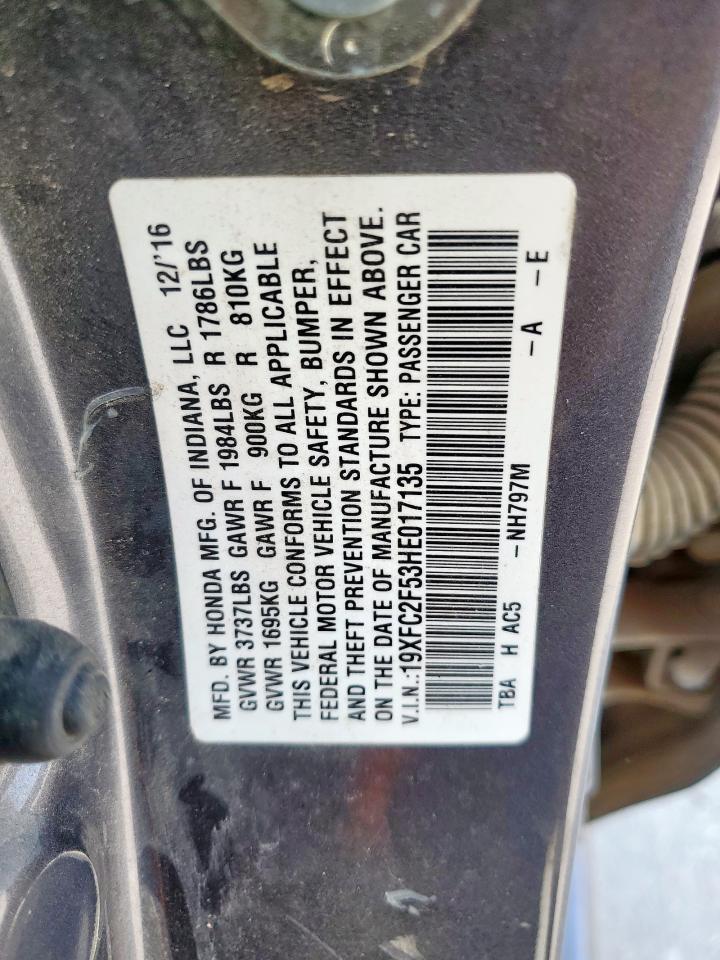 MFD. BY HONDA MFG. OF INDIANA, LLC 12/'16
GVWR 3737LBS GAWR F 1984LBS R 1786LBS
GVWR 1695KG GAWR F 900KG R 810KG
THIS VEHICLE CONFORMS TO ALL APPLICABLE
FEDERAL MOTOR VEHICLE SAFETY, BUMPER,
AND THEFT PREVENTION STANDARDS IN EFFECT
ON THE DATE OF MANUFACTURE SHOWN ABOVE.
V.I.N.:19XFC2F53HE017135 TYPE: PASSENGER CAR
TBA H AC5 -NH797M -A -E